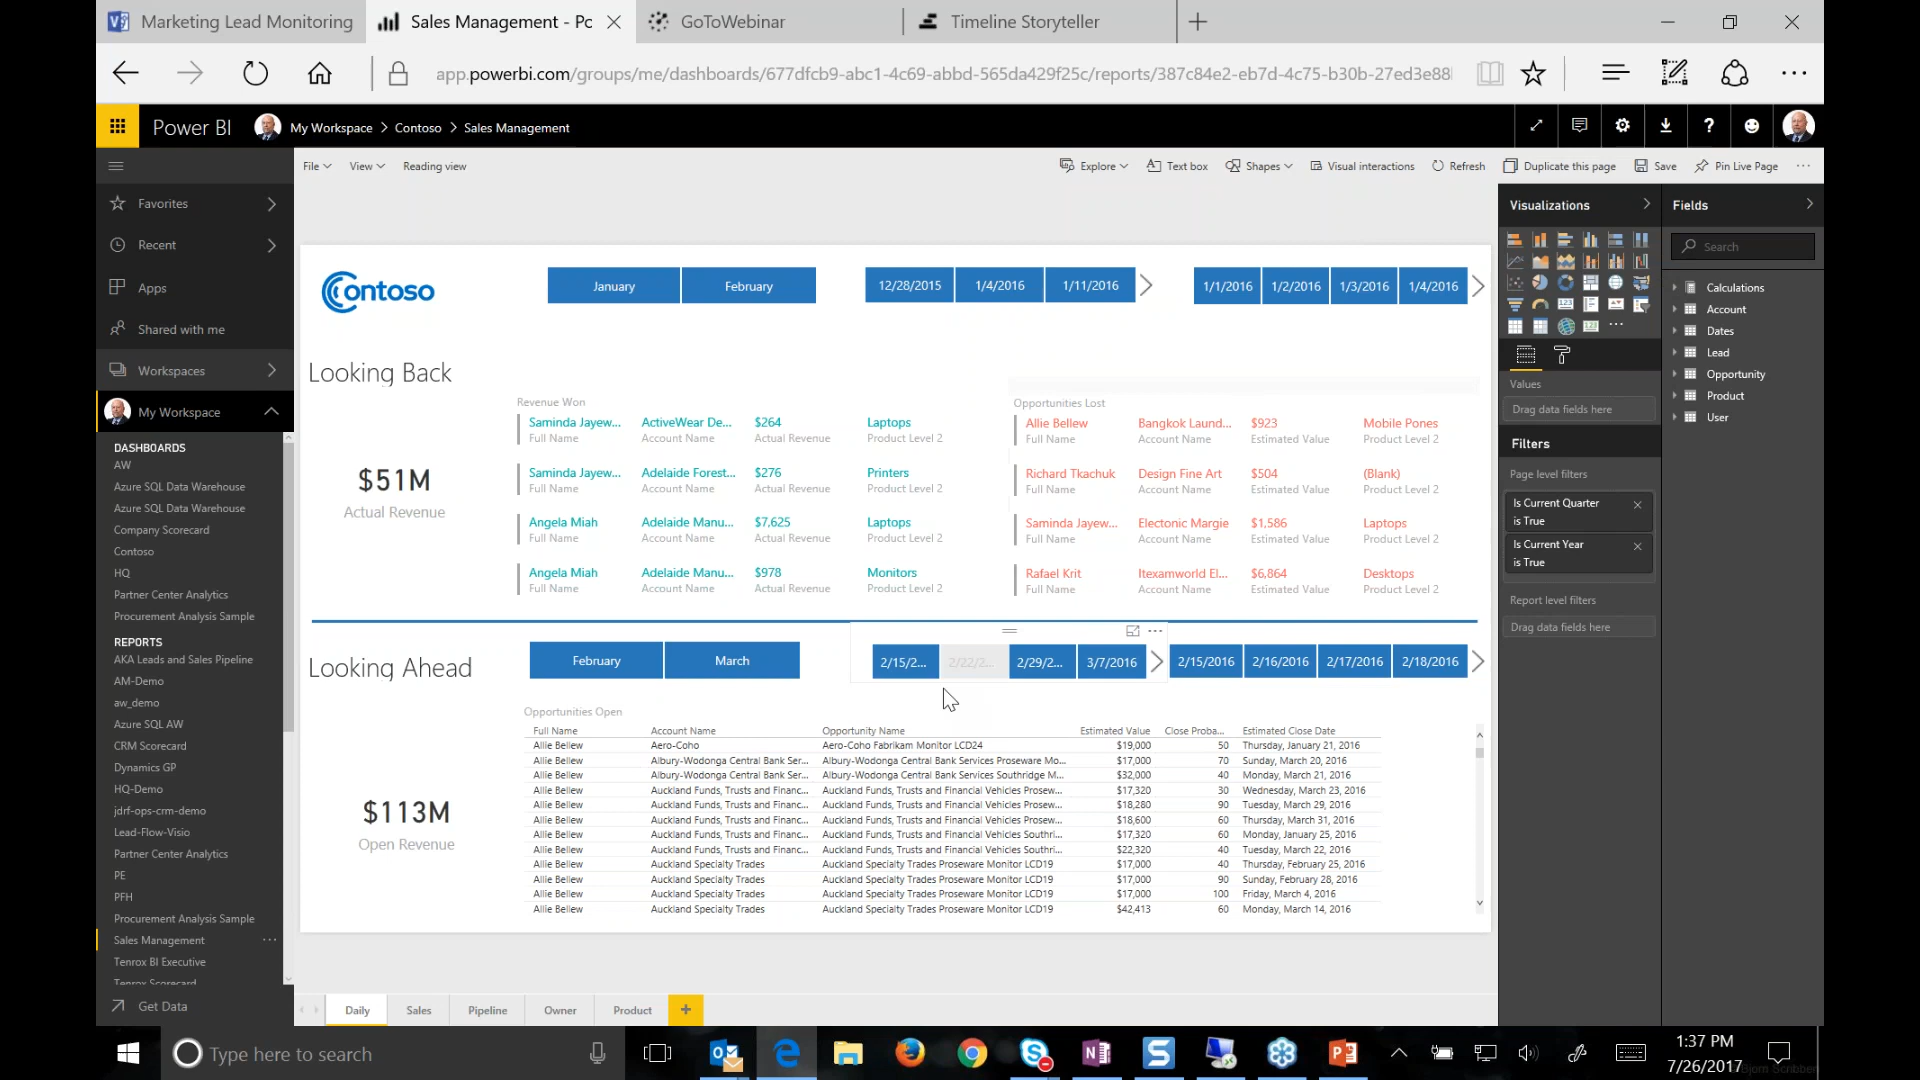 Marketing Lead Monitoring
Sales Management - Pc
GoToWebinar
Timeline Storyteller
app.powerbi.com/groups/me/dashboards/677dfcb9-abc1-4c69-abbd-565da429f25c/reports/387c84e2-eb7d-4c75-b30b-27ed3e88
Power BI
My Workspace > Contoso > Sales Management
File View Reading view
Explore Text box Shapes Visual interactions Refresh Duplicate this page Save Pin Live Page
Favorites
Recent
Apps
Shared with me
Workspaces
My Workspace
DASHBOARDS
AW
Azure SQL Data Warehouse
Azure SQL Data Warehouse
Company Scorecard
Contoso
HQ
Partner Center Analytics
Procurement Analysis Sample
REPORTS
AKA Leads and Sales Pipeline
AM-Demo
aw_demo
Azure SQL AW
CRM Scorecard
Dynamics GP
HQ-Demo
jdrf-ops-crm-demo
Lead-Flow-Visio
Partner Center Analytics
PE
PFH
Procurement Analysis Sample
Sales Management
Tenrox BI Executive
Tenrox Scorecard
Get Data
Contoso
January February
12/28/2015 1/4/2016 1/11/2016
1/1/2016 1/2/2016 1/3/2016 1/4/2016
Looking Back
$51M
Actual Revenue
Revenue Won
Saminda Jayew... ActiveWear De... $264 Laptops
Full Name Account Name Actual Revenue Product Level 2
Saminda Jayew... Adelaide Forest... $276 Printers
Full Name Account Name Actual Revenue Product Level 2
Angela Miah Adelaide Manu... $7,625 Laptops
Full Name Account Name Actual Revenue Product Level 2
Angela Miah Adelaide Manu... $978 Monitors
Full Name Account Name Actual Revenue Product Level 2
Opportunities Lost
Allie Bellew Bangkok Laund... $923 Mobile Pones
Full Name Account Name Estimated Value Product Level 2
Richard Tkachuk Design Fine Art $504 (Blank)
Full Name Account Name Estimated Value Product Level 2
Saminda Jayew... Electonic Margie $1,586 Laptops
Full Name Account Name Estimated Value Product Level 2
Rafael Krit Itexamworld El... $6,864 Desktops
Full Name Account Name Estimated Value Product Level 2
Looking Ahead
February March
2/15/2... 2/22/2... 2/29/2... 3/7/2016
2/15/2016 2/16/2016 2/17/2016 2/18/2016
$113M
Open Revenue
Opportunities Open
Full Name Account Name Opportunity Name Estimated Value Close Proba... Estimated Close Date
Allie Bellew Aero-Coho Aero-Coho Fabrikam Monitor LCD24 $19,000 50 Thursday, January 21, 2016
Allie Bellew Albury-Wodonga Central Bank Ser... Albury-Wodonga Central Bank Services Proseware Mo... $17,000 70 Sunday, March 20, 2016
Allie Bellew Albury-Wodonga Central Bank Ser... Albury-Wodonga Central Bank Services Southridge M... $32,000 40 Monday, March 21, 2016
Allie Bellew Auckland Funds, Trusts and Financ... Auckland Funds, Trusts and Financial Vehicles Prosew... $17,320 30 Wednesday, March 23, 2016
Allie Bellew Auckland Funds, Trusts and Financ... Auckland Funds, Trusts and Financial Vehicles Prosew... $18,280 90 Tuesday, March 29, 2016
Allie Bellew Auckland Funds, Trusts and Financ... Auckland Funds, Trusts and Financial Vehicles Prosew... $18,600 60 Thursday, March 31, 2016
Allie Bellew Auckland Funds, Trusts and Financ... Auckland Funds, Trusts and Financial Vehicles Southri... $17,320 60 Monday, January 25, 2016
Allie Bellew Auckland Funds, Trusts and Financ... Auckland Funds, Trusts and Financial Vehicles Southri... $22,320 40 Tuesday, March 22, 2016
Allie Bellew Auckland Specialty Trades Auckland Specialty Trades Proseware Monitor LCD19 $17,000 40 Thursday, February 25, 2016
Allie Bellew Auckland Specialty Trades Auckland Specialty Trades Proseware Monitor LCD19 $17,000 90 Sunday, February 28, 2016
Allie Bellew Auckland Specialty Trades Auckland Specialty Trades Proseware Monitor LCD19 $17,000 100 Friday, March 4, 2016
Allie Bellew Auckland Specialty Trades Auckland Specialty Trades Proseware Monitor LCD19 $42,413 60 Monday, March 14, 2016
Daily Sales Pipeline Owner Product +
Visualizations
Values
Drag data fields here
Filters
Page level filters
Is Current Quarter
is True
Is Current Year
is True
Report level filters
Drag data fields here
Fields
Search
Calculations
Account
Dates
Lead
Opportunity
Product
User
Type here to search
1:37 PM
7/26/2017